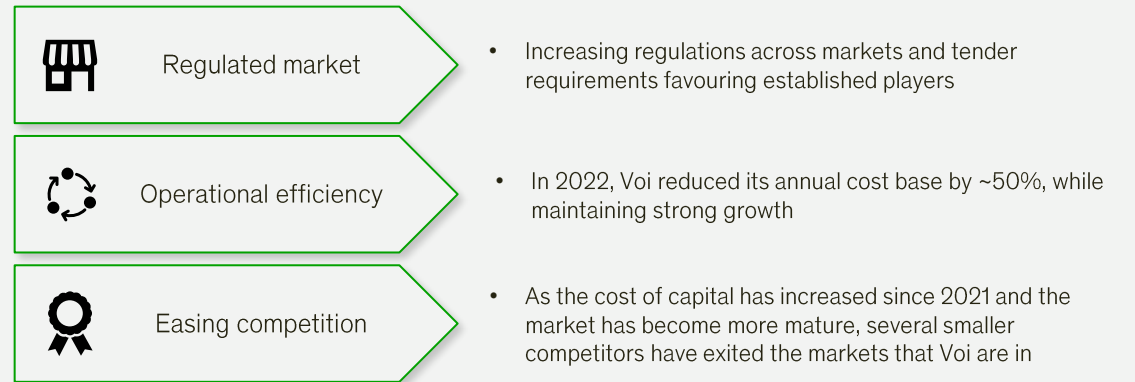 Regulated market
• Increasing regulations across markets and tender
requirements favouring established players
Operational efficiency
• In 2022, Voi reduced its annual cost base by ~50%, while
maintaining strong growth
Easing competition
• As the cost of capital has increased since 2021 and the
market has become more mature, several smaller
competitors have exited the markets that Voi are in